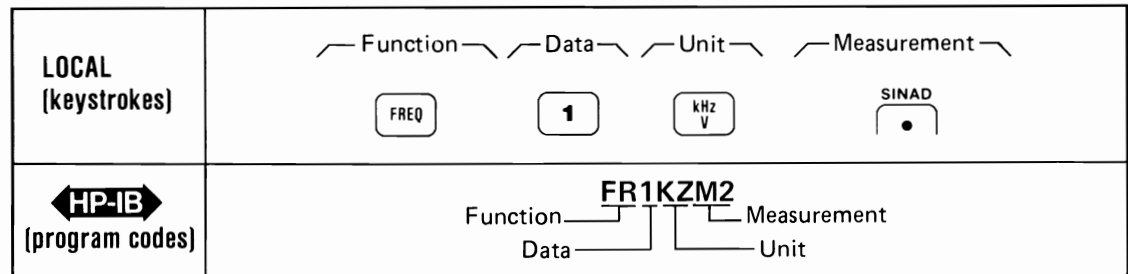 LOCAL
(keystrokes)
Function Data Unit Measurement
FREQ
1
kHz
V
SINAD
HP-IB
(program codes)
FR1KZM2
Function Measurement
Data Unit